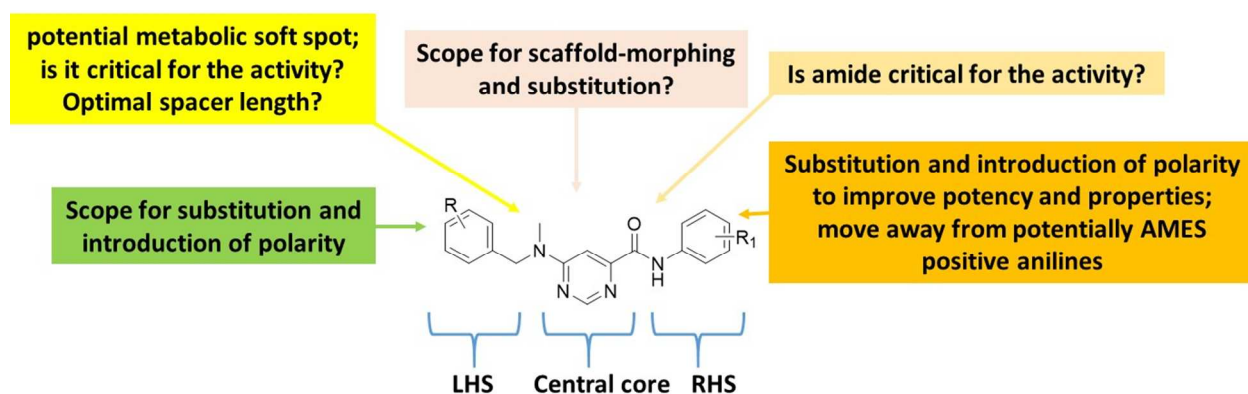 potential metabolic soft spot;
is it critical for the activity?
Optimal spacer length?
Scope for scaffold-morphing
and substitution?
Is amide critical for the activity?
Scope for substitution and
introduction of polarity
Substitution and introduction of polarity
to improve potency and properties;
move away from potentially AMES
positive anilines
R
N
O
N
H
R1
N
N
LHS
Central core
RHS